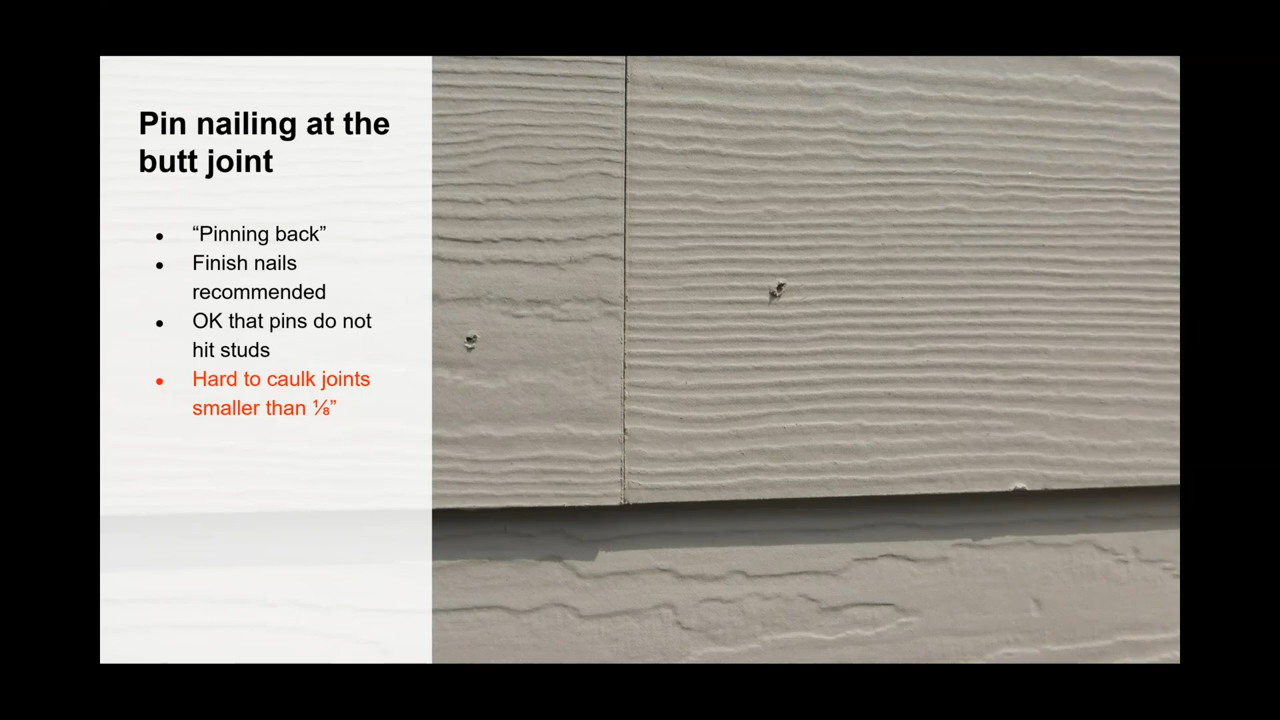 Pin nailing at the
butt joint
● “Pinning back”
● Finish nails
recommended
● OK that pins do not
hit studs
● Hard to caulk joints
smaller than ⅛”